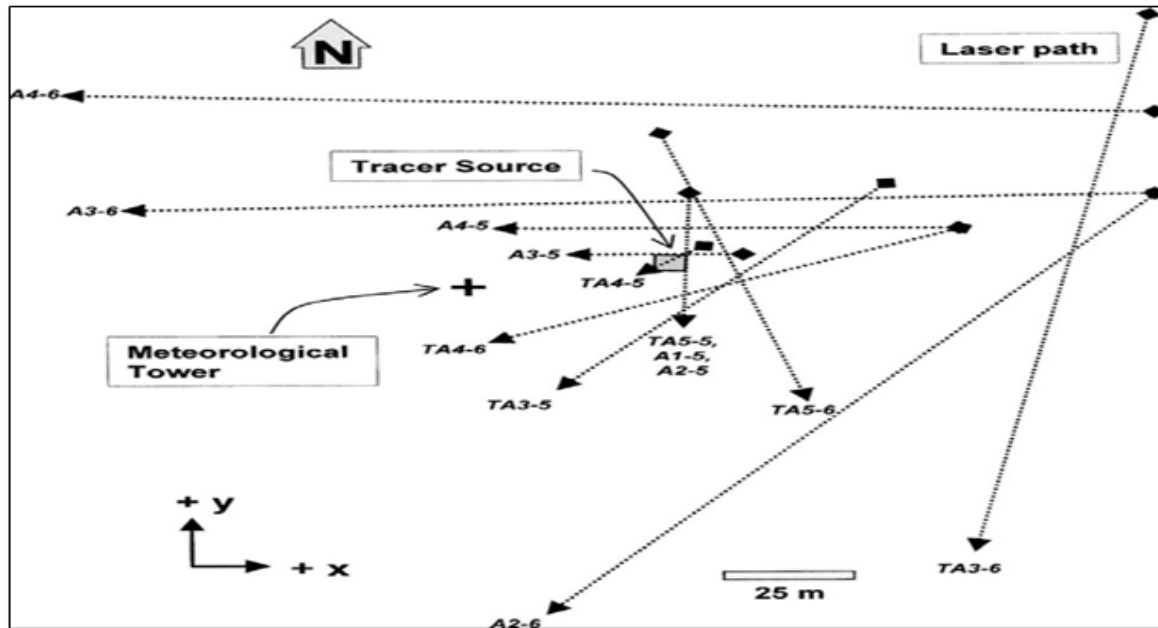 N
Laser path
A4-6
Tracer Source
A3-6
A4-5
A3-5
TA4-5
Meteorological
Tower
TA4-6
TA5-5,
A1-5,
A2-5
TA3-5
TA5-6
+ y
+ x
25 m
TA3-6
A2-6